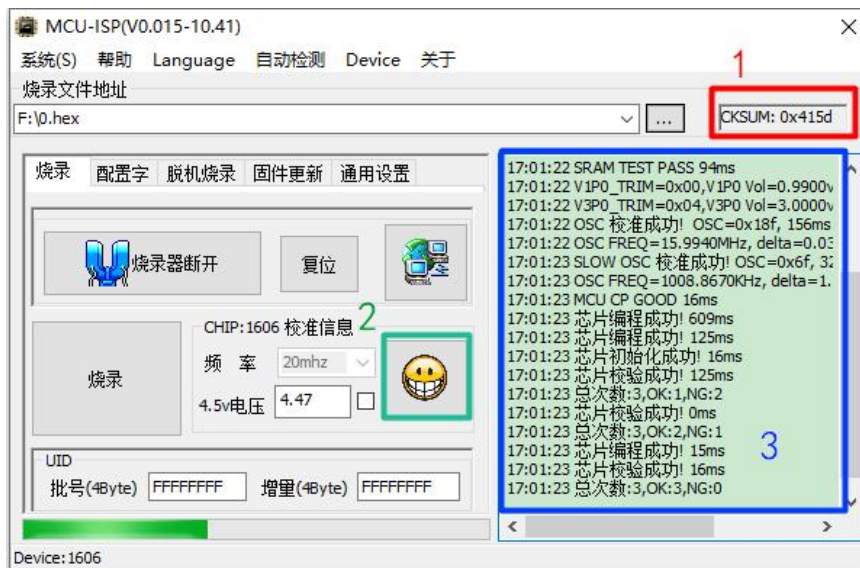 MCU-ISP(V0.015-10.41)
系统(S) 帮助 Language 自动检测 Device 关于
1
烧录文件地址
F:\0.hex
...
CKSUM: 0x415d
烧录 配置字 脱机烧录 固件更新 通用设置
烧录器断开
复位
烧录
CHIP:1606 校准信息
2
频 率 20mhz
4.5v电压 4.47
UID
批号(4Byte) FFFFFFFF 增量(4Byte) FFFFFFFF
17:01:22 SRAM TEST PASS 94ms
17:01:22 V1P0_TRIM=0x00,V1P0 Vol=0.9900v
17:01:22 V3P0_TRIM=0x04,V3P0 Vol=3.0000v
17:01:22 OSC 校准成功! OSC=0x18f, 156ms
17:01:22 OSC FREQ=15.9940MHz, delta=0.03
17:01:23 SLOW OSC 校准成功! OSC=0x6f, 32
17:01:23 OSC FREQ=1008.8670KHz, delta=1.
17:01:23 MCU CP GOOD 16ms
17:01:23 芯片编程成功! 609ms
17:01:23 芯片编程成功! 125ms
17:01:23 芯片初始化成功! 16ms
17:01:23 芯片校验成功! 125ms
17:01:23 总次数:3,OK:1,NG:2
17:01:23 芯片校验成功! 0ms
17:01:23 总次数:3,OK:2,NG:1
17:01:23 芯片编程成功! 15ms
17:01:23 芯片校验成功! 16ms
17:01:23 总次数:3,OK:3,NG:0
3
Device:1606